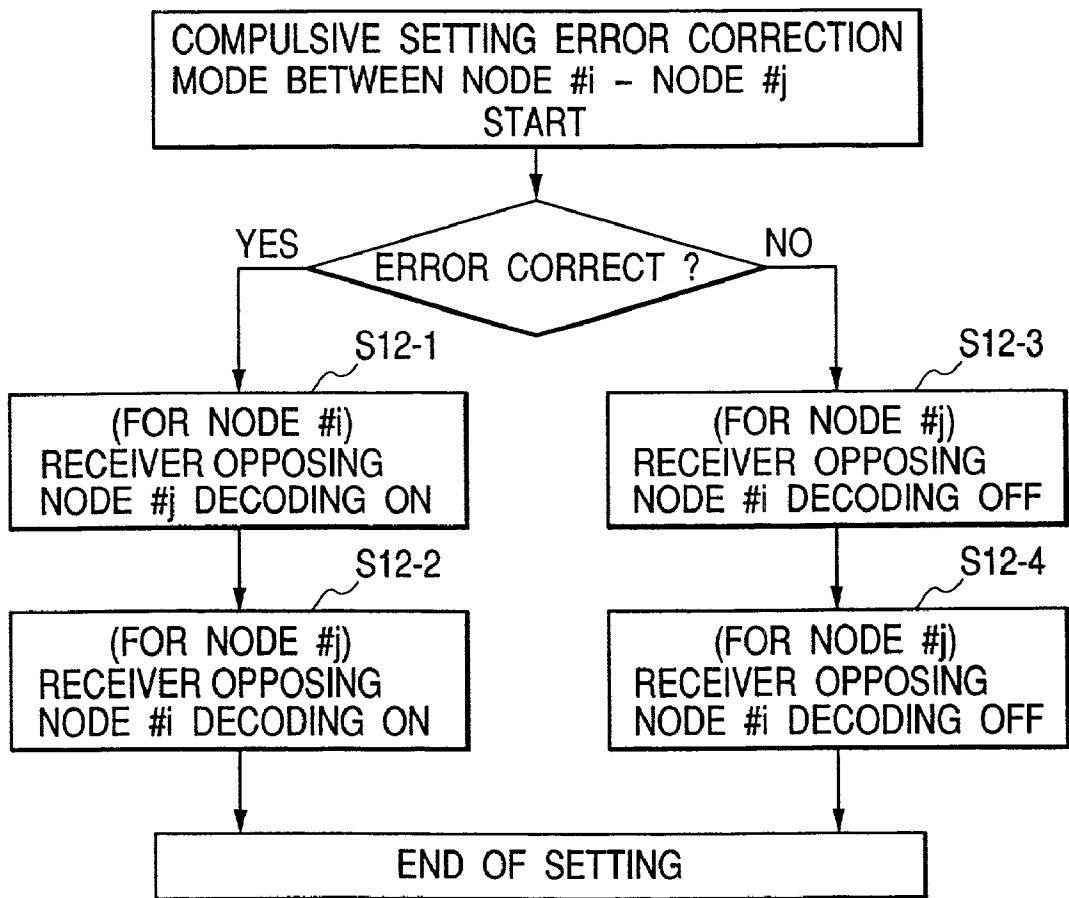 COMPULSIVE SETTING ERROR CORRECTION
MODE BETWEEN NODE #i – NODE #j
START
ERROR CORRECT ?
YES
NO
S12-1
(FOR NODE #i)
RECEIVER OPPOSING
NODE #j DECODING ON
S12-2
(FOR NODE #j)
RECEIVER OPPOSING
NODE #i DECODING ON
S12-3
(FOR NODE #j)
RECEIVER OPPOSING
NODE #i DECODING OFF
S12-4
(FOR NODE #j)
RECEIVER OPPOSING
NODE #i DECODING OFF
END OF SETTING